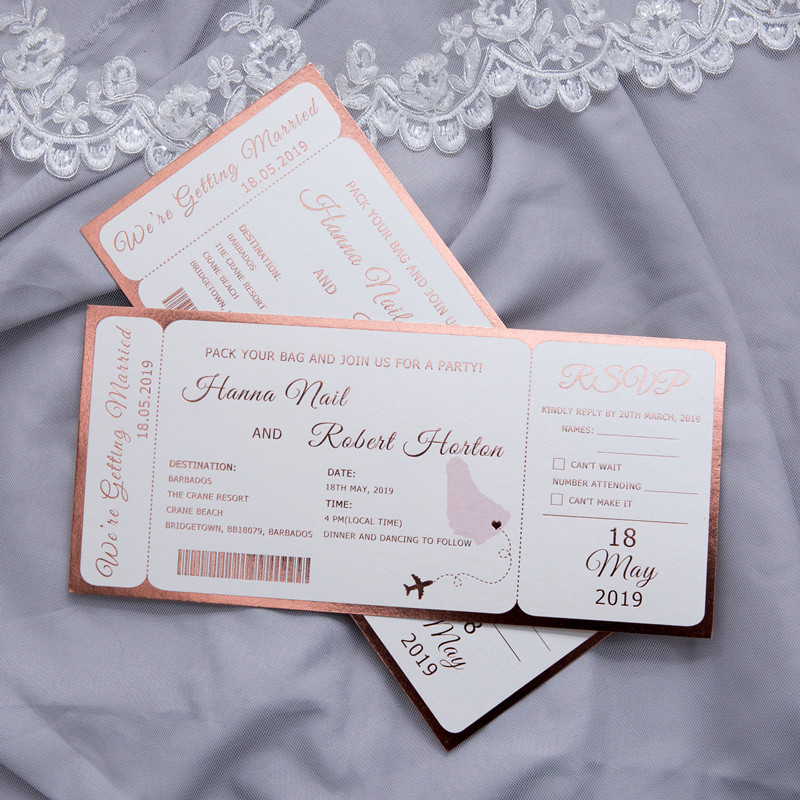 We're Getting Married
18.05.2019
DESTINATION:
BARBADOS
THE CRANE RESORT
CRANE BEACH
BRIDGETOWN,
PACK YOUR BAG AND JOIN US
Hanna Nail
AND
We're Getting Married
18.05.2019
PACK YOUR BAG AND JOIN US FOR A PARTY!
Hanna Nail
AND
Robert Horton
DESTINATION:
BARBADOS
THE CRANE RESORT
CRANE BEACH
BRIDGETOWN, BB18079, BARBADOS
DATE:
18TH MAY, 2019
TIME:
4 PM(LOCAL TIME)
DINNER AND DANCING TO FOLLOW
RSVP
KINDLY REPLY BY 20TH MARCH, 2019
NAMES:
CAN'T WAIT
NUMBER ATTENDING
CAN'T MAKE IT
18
May
2019
May
2019